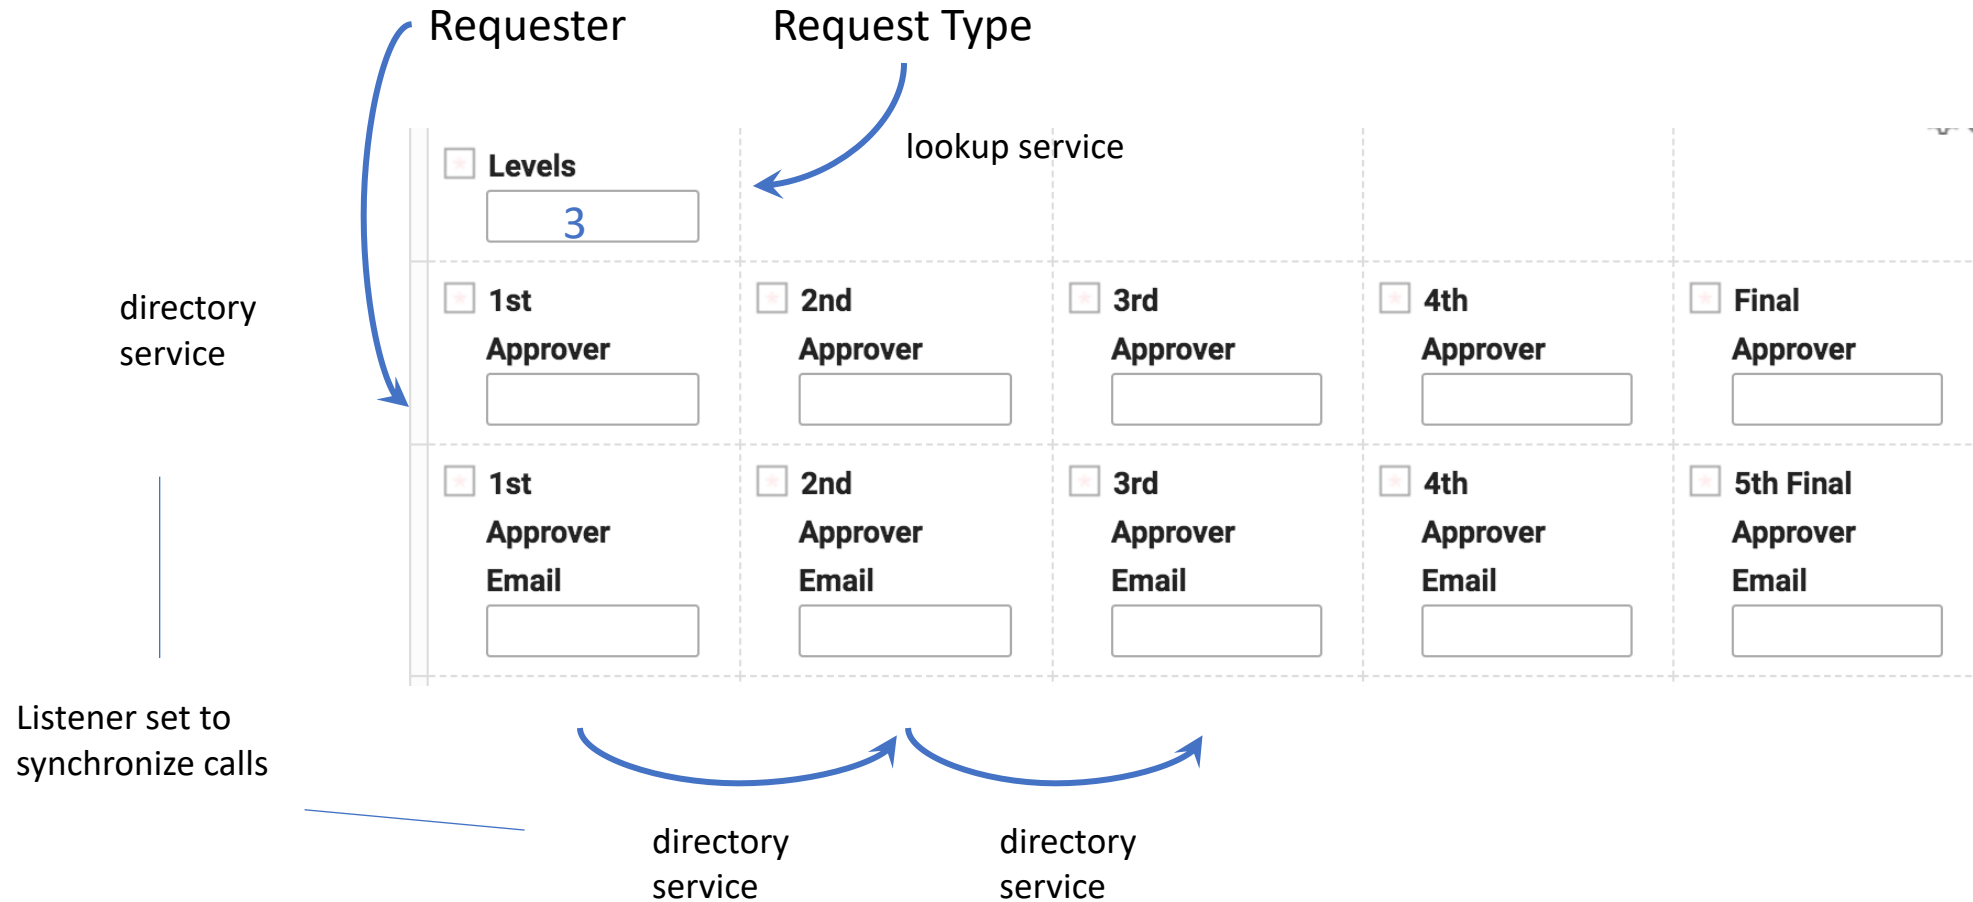 Requester
Request Type
lookup service
Levels
3
directory
service
1st
Approver
2nd
Approver
3rd
Approver
4th
Approver
Final
Approver
1st
Approver
Email
2nd
Approver
Email
3rd
Approver
Email
4th
Approver
Email
5th Final
Approver
Email
Listener set to
synchronize calls
directory
service
directory
service